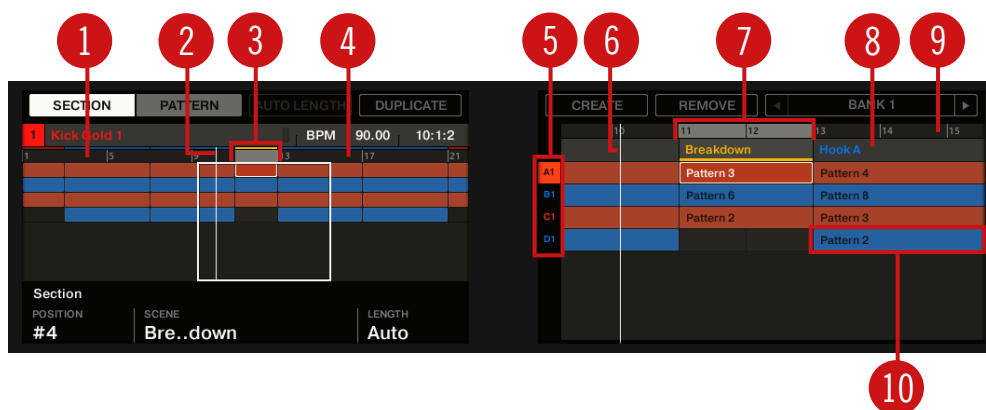 1 2 3 4 5 6 7 8 9
SECTION PATTERN AUTO LENGTH DUPLICATE
1 Kick Gold 1 BPM 90.00 10:1:2
1 5 9 13 17 21
Section
POSITION SCENE LENGTH
#4 Bre..down Auto
CREATE REMOVE BANK 1
10 11 12 13 14 15
Breakdown Hook A
A1 Pattern 3 Pattern 4
B1 Pattern 6 Pattern 8
C1 Pattern 2 Pattern 3
D1 Pattern 2
10